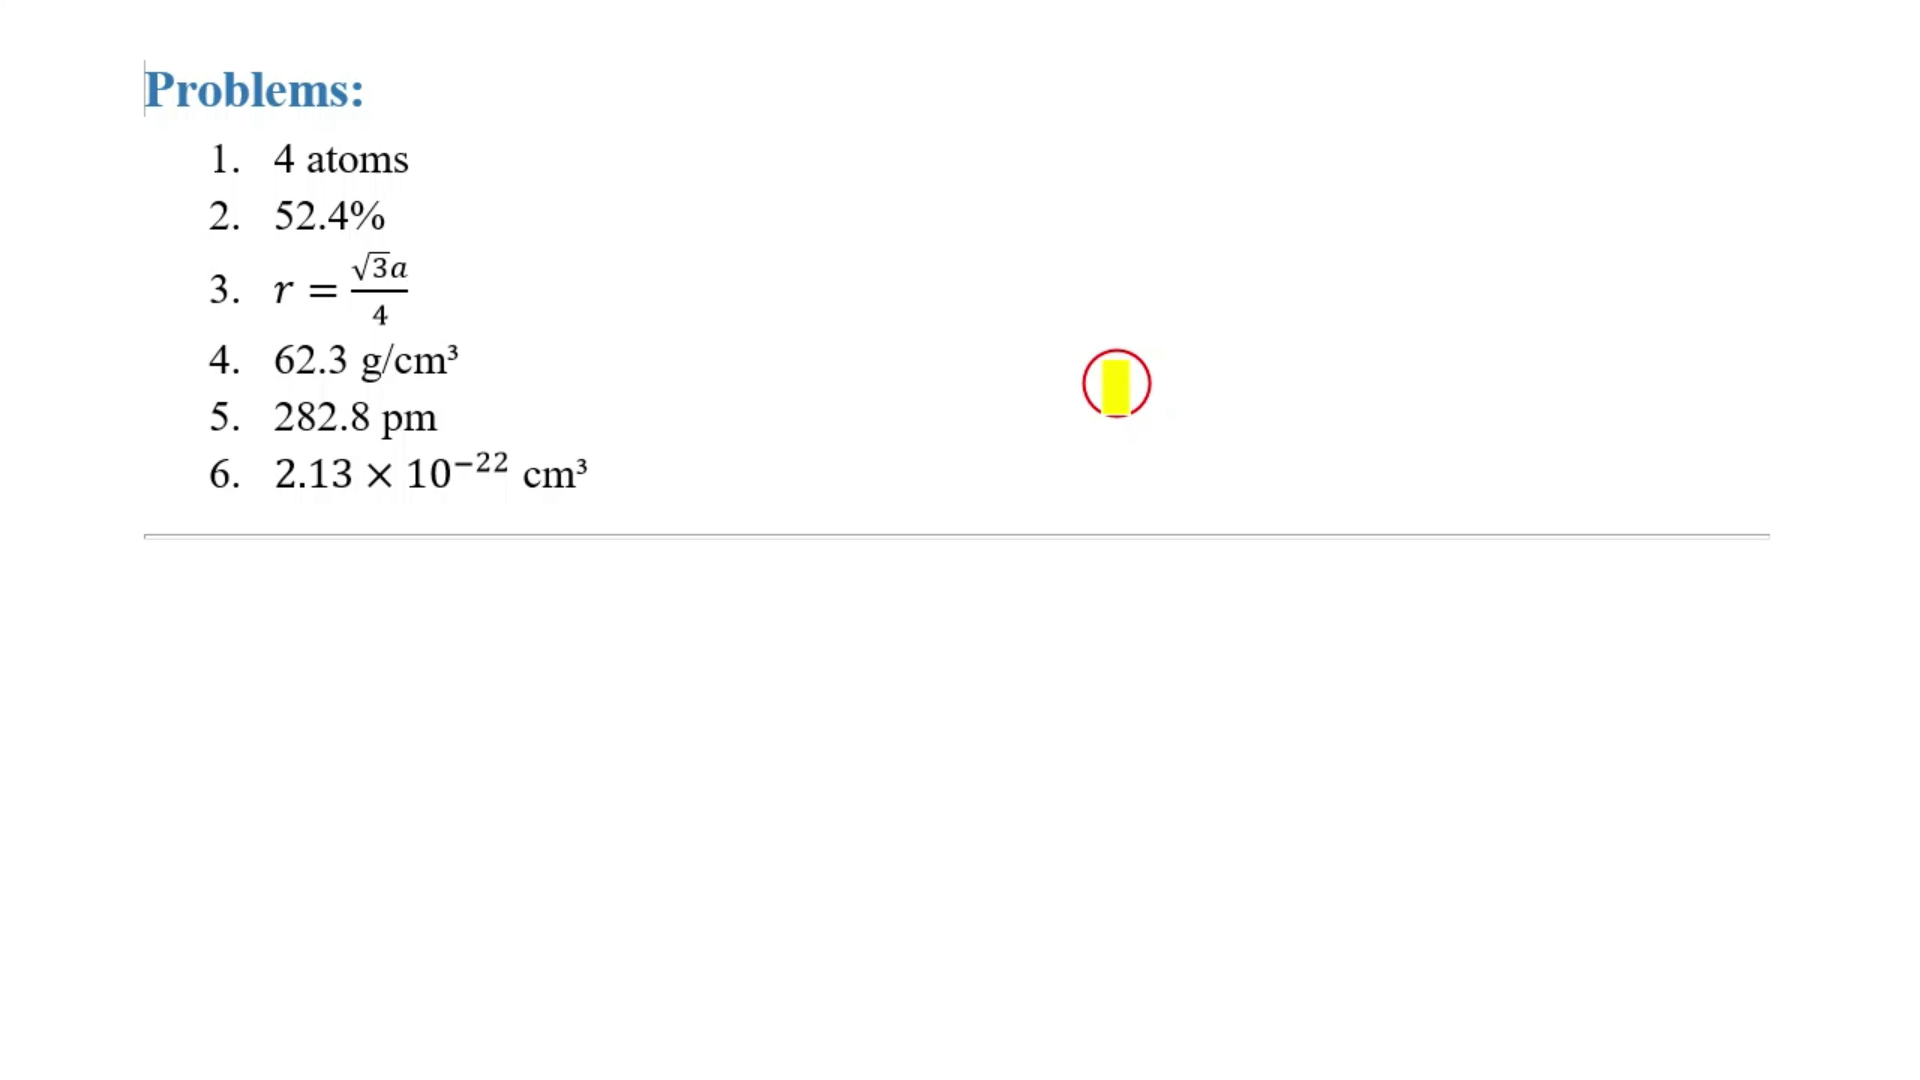 Problems:
1. 4 atoms
2. 52.4%
3. r = √3a/4
4. 62.3 g/cm³
5. 282.8 pm
6. 2.13 × 10⁻²² cm³